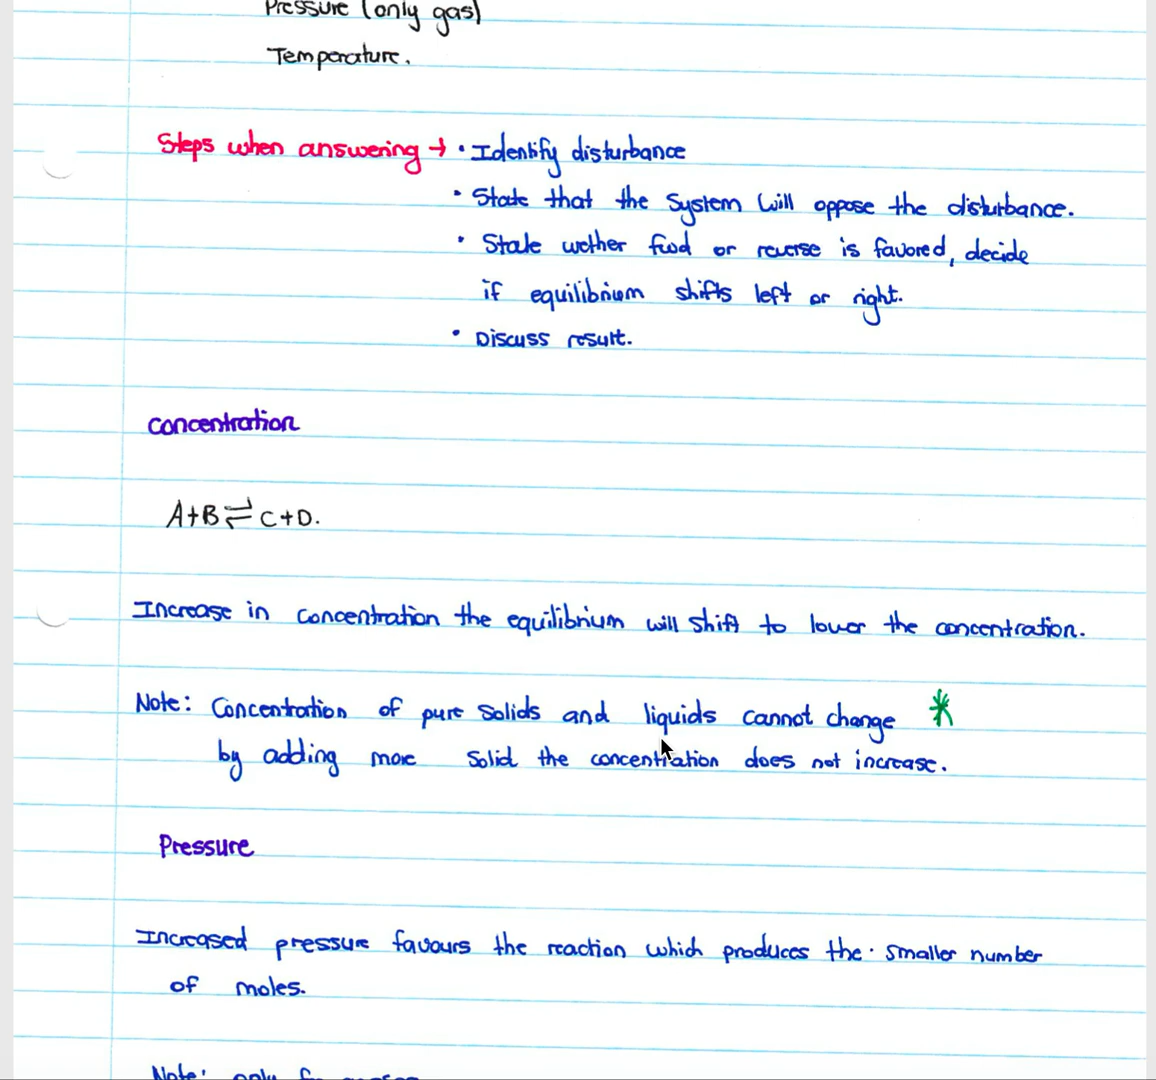 Pressure (only gas)
Temperature.
Steps when answering → • Identify disturbance
• State that the System will oppose the disturbance.
• State wether fwd or reverse is favored, decide
if equilibrium shifts left or right.
• Discuss result.
Concentration
A+B⇌C+D.
Increase in concentration the equilibrium will shift to lower the concentration.
Note: Concentration of pure solids and liquids cannot change *
by adding more solid the concentration does not increase.
Pressure
Increased pressure favours the reaction which produces the smaller number
of moles.
Note: only